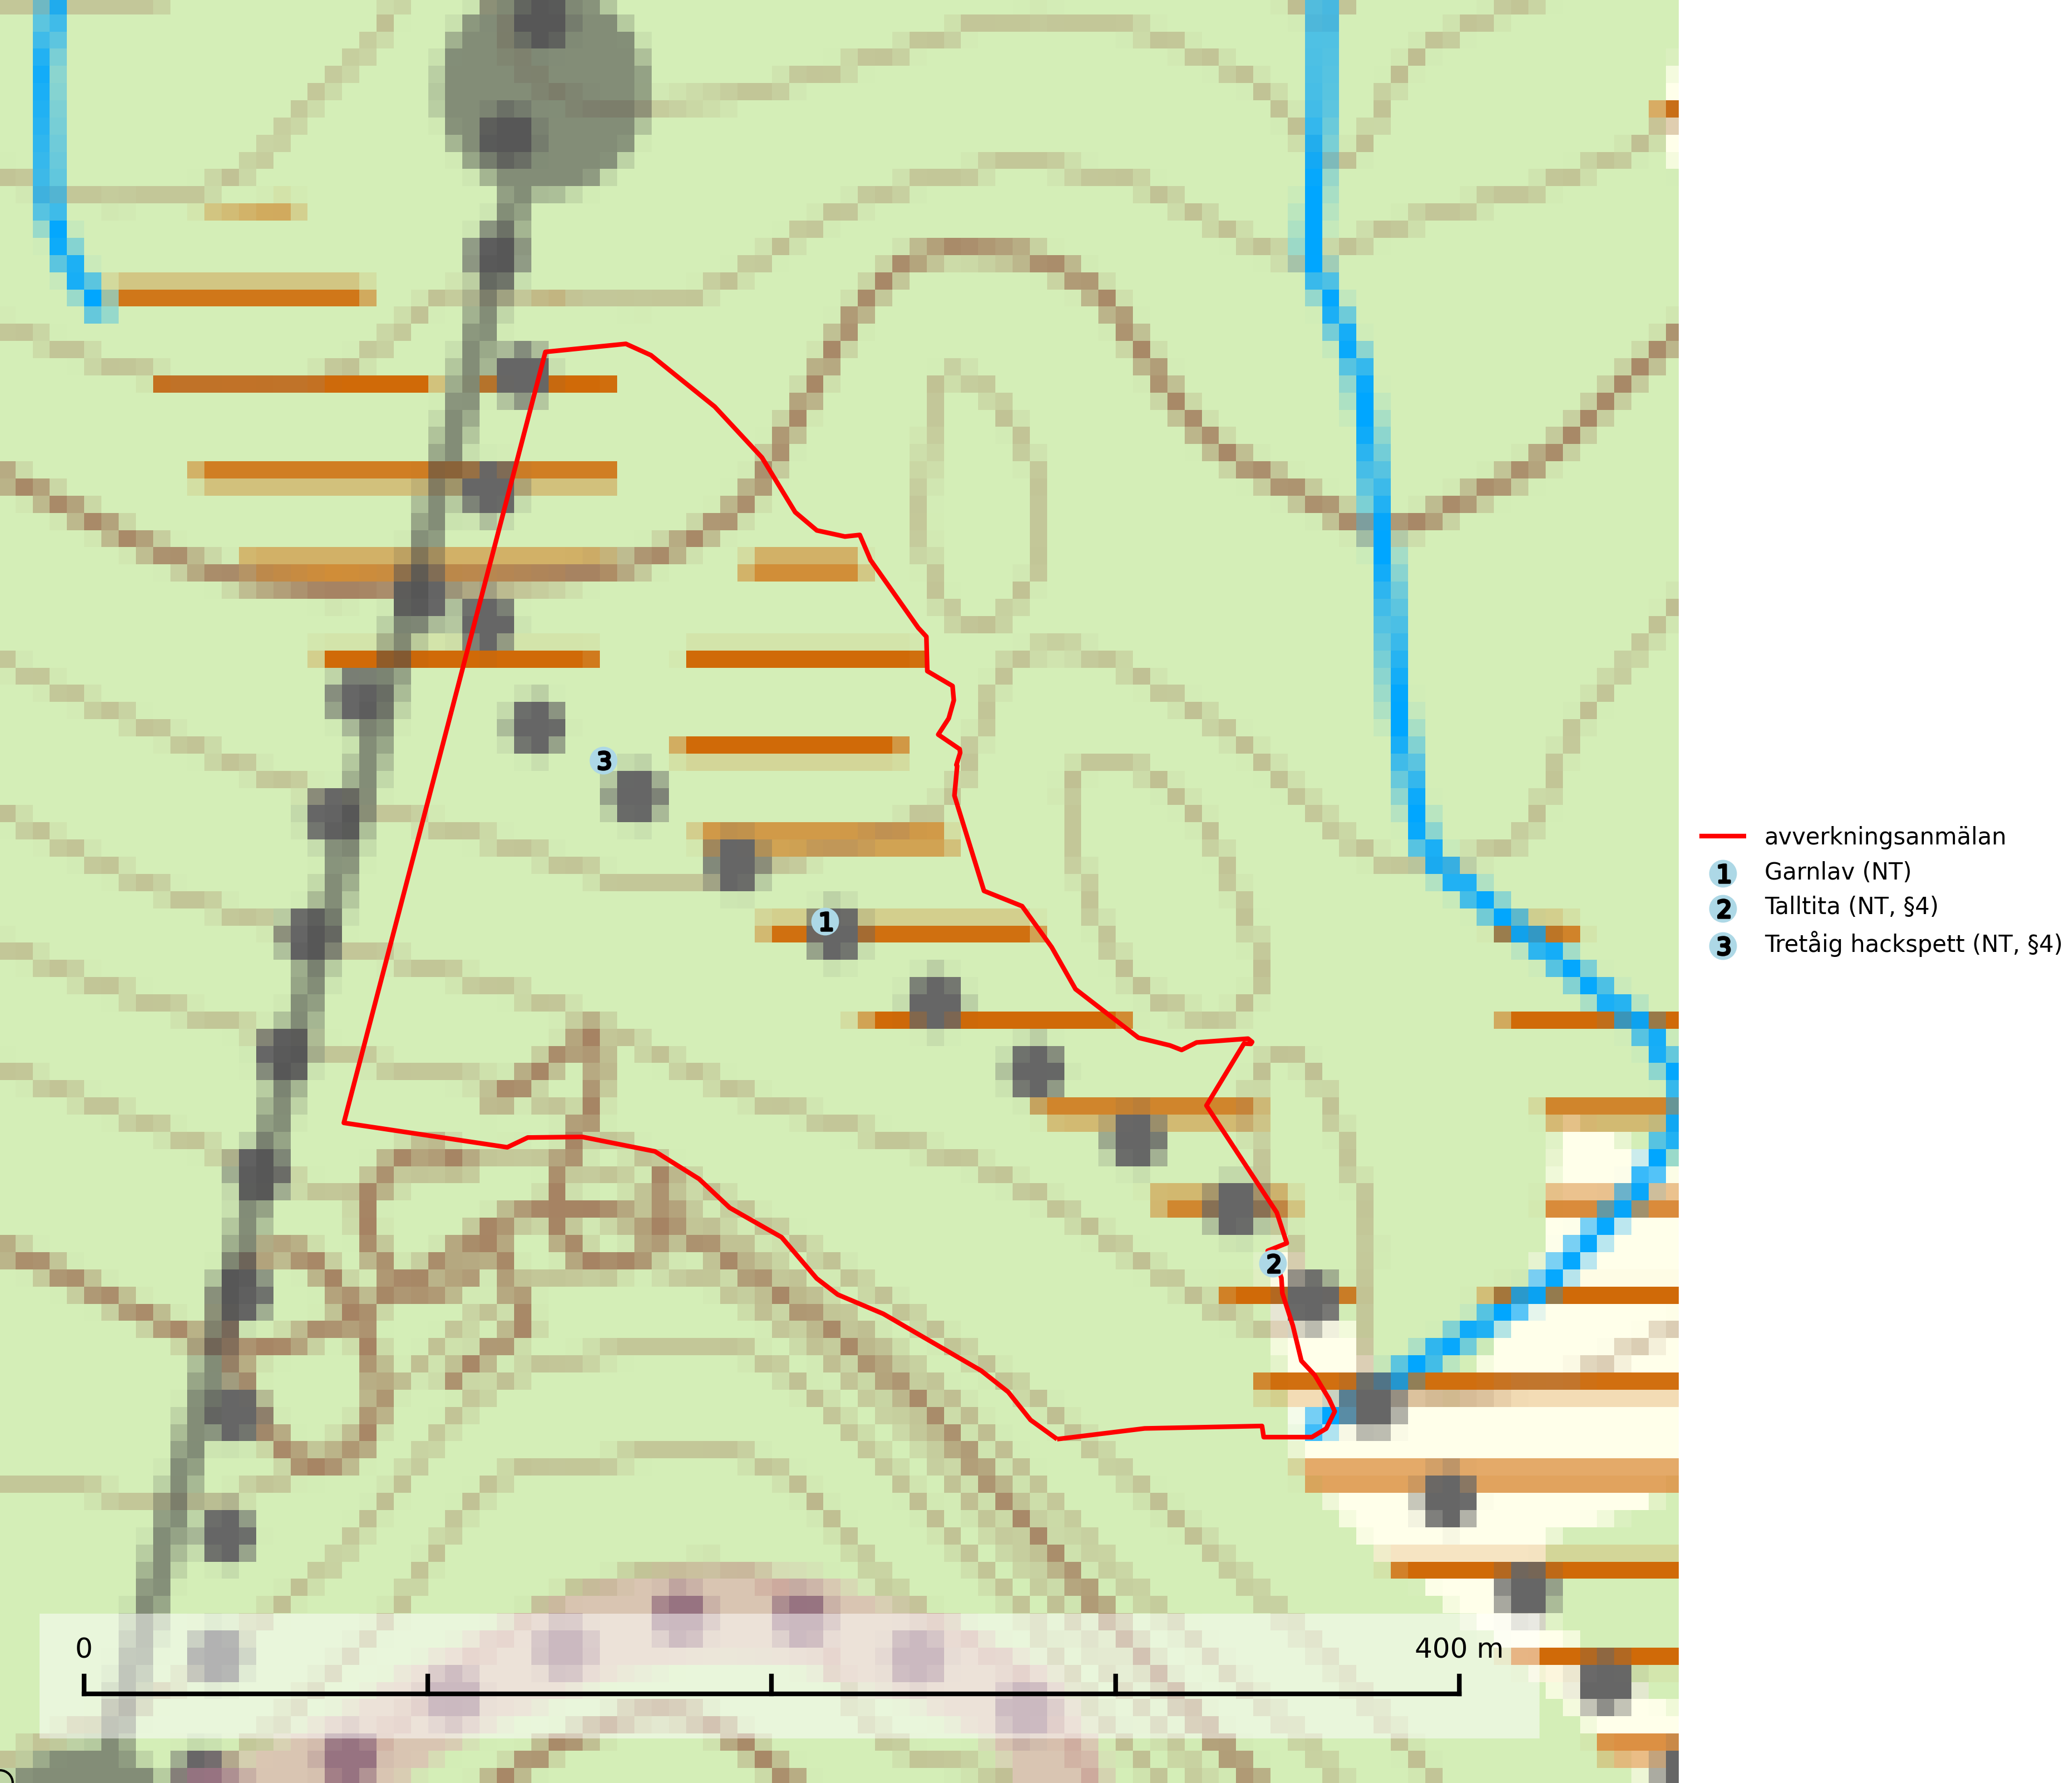 3
1
2
avverkningsanmälan
1 Garnlav (NT)
2 Talltita (NT, §4)
3 Tretåig hackspett (NT, §4)
0 400 m